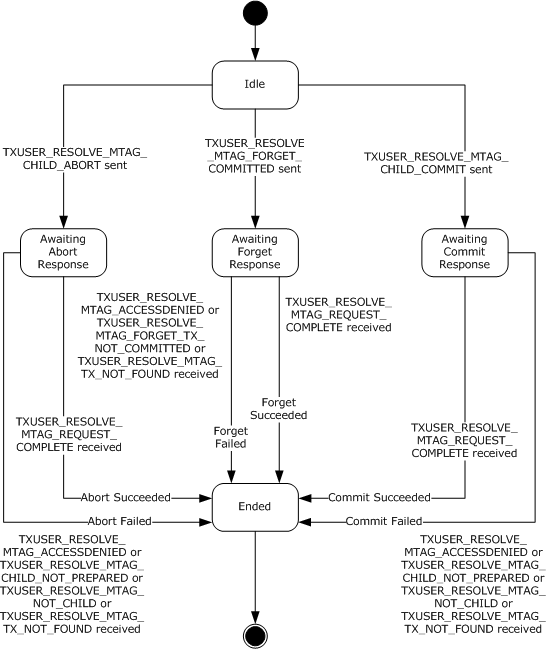 Idle
TXUSER_RESOLVE_MTAG_
CHILD_ABORT sent
TXUSER_RESOLVE
_MTAG_FORGET_
COMMITTED sent
TXUSER_RESOLVE_MTAG_
CHILD_COMMIT sent
Awaiting
Abort
Response
Awaiting
Forget
Response
Awaiting
Commit
Response
TXUSER_RESOLVE_
MTAG_ACCESSDENIED or
TXUSER_RESOLVE_
MTAG_FORGET_TX_
NOT_COMMITTED or
TXUSER_RESOLVE_MTAG_
TX_NOT_FOUND received
TXUSER_RESOLVE_
MTAG_REQUEST_
COMPLETE received
TXUSER_RESOLVE_
MTAG_REQUEST_
COMPLETE received
Forget
Failed
Forget
Succeeded
TXUSER_RESOLVE_
MTAG_REQUEST_
COMPLETE received
Abort Succeeded
Abort Failed
Ended
Commit Succeeded
Commit Failed
TXUSER_RESOLVE_
MTAG_ACCESSDENIED or
TXUSER_RESOLVE_MTAG_
CHILD_NOT_PREPARED or
TXUSER_RESOLVE_MTAG_
NOT_CHILD or
TXUSER_RESOLVE_MTAG_
TX_NOT_FOUND received
TXUSER_RESOLVE_
MTAG_ACCESSDENIED or
TXUSER_RESOLVE_MTAG_
CHILD_NOT_PREPARED or
TXUSER_RESOLVE_MTAG_
NOT_CHILD or
TXUSER_RESOLVE_MTAG_
TX_NOT_FOUND received